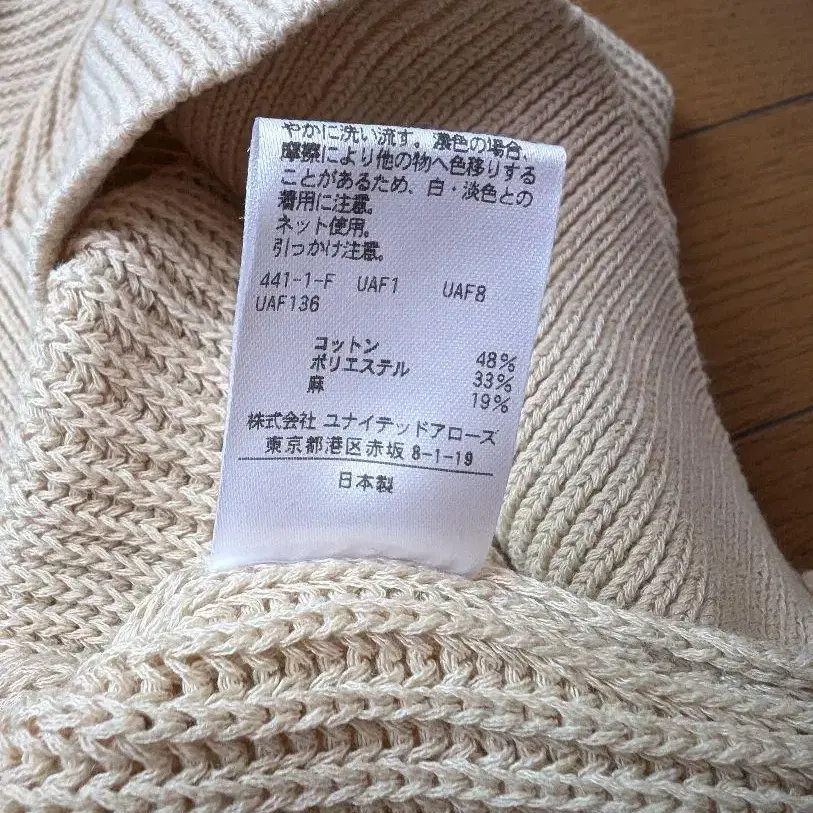 やかに洗い流す。濃色の場合、
摩擦により他の物へ色移りする
ことがあるため、白・淡色との
着用に注意。
ネット使用。
引っかけ注意。
441-1-F UAF1 UAF8
UAF136
コットン 48%
ポリエステル 33%
麻 19%
株式会社 ユナイテッドアローズ
東京都港区赤坂 8-1-19
日本製